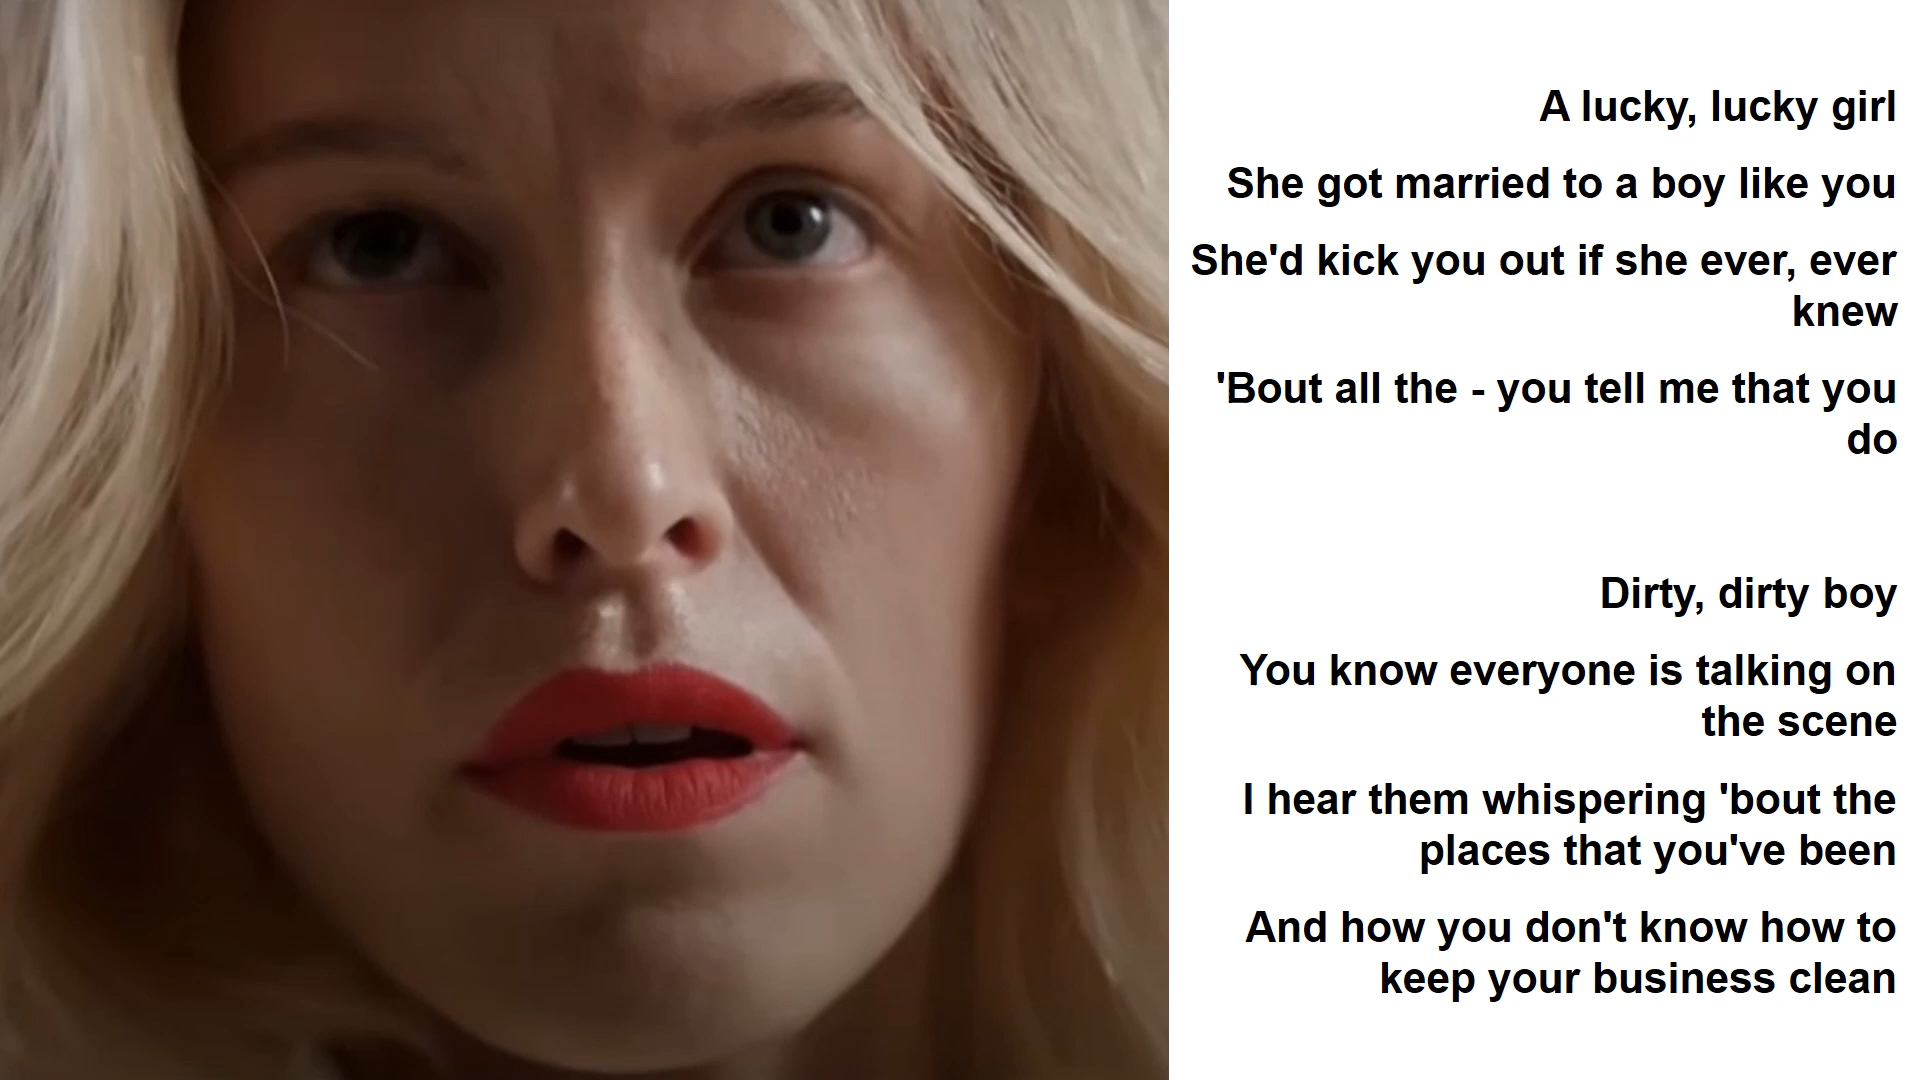 A lucky, lucky girl
She got married to a boy like you
She'd kick you out if she ever, ever
knew
'Bout all the - you tell me that you
do
Dirty, dirty boy
You know everyone is talking on
the scene
I hear them whispering 'bout the
places that you've been
And how you don't know how to
keep your business clean